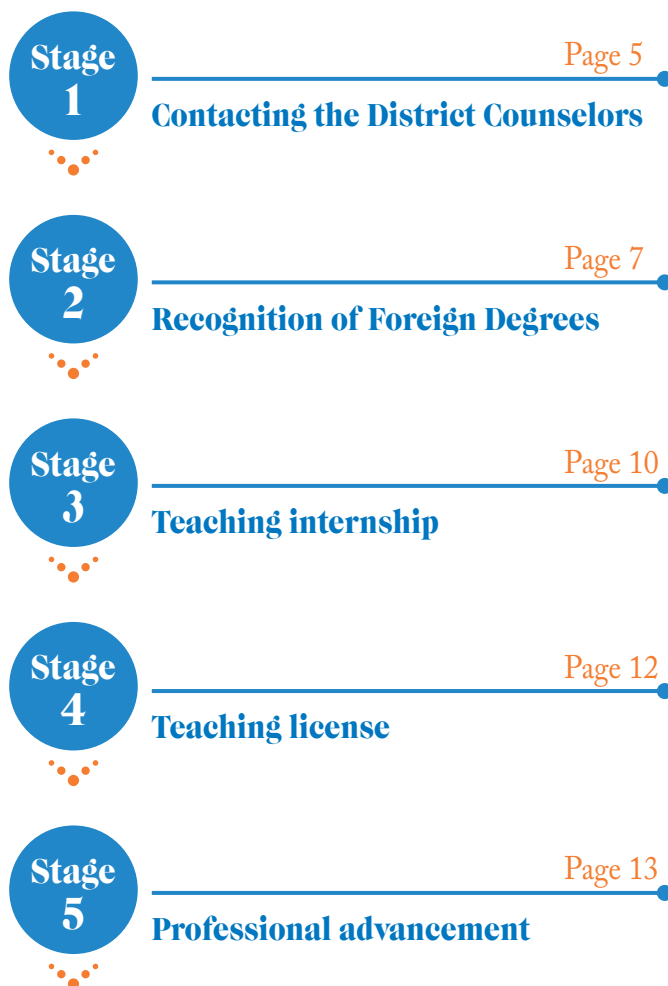 Stage
1
Page 5
Contacting the District Counselors
Stage
2
Page 7
Recognition of Foreign Degrees
Stage
3
Page 10
Teaching internship
Stage
4
Page 12
Teaching license
Stage
5
Page 13
Professional advancement